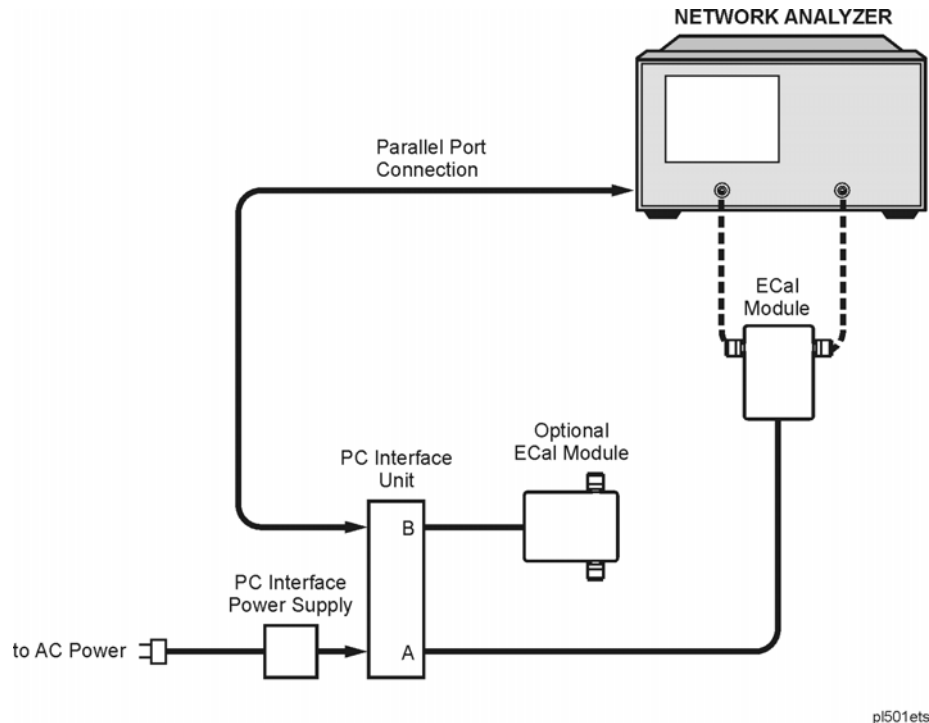 NETWORK ANALYZER
Parallel Port
Connection
ECal
Module
Optional
ECal Module
PC Interface
Unit
B
PC Interface
Power Supply
to AC Power
A
pl501ets